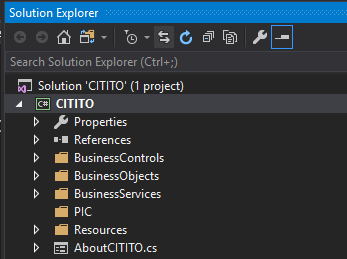 Solution Explorer
Search Solution Explorer (Ctrl+;)
Solution 'CITITO' (1 project)
C# CITITO
Properties
References
BusinessControls
BusinessObjects
BusinessServices
PIC
Resources
AboutCITITO.cs